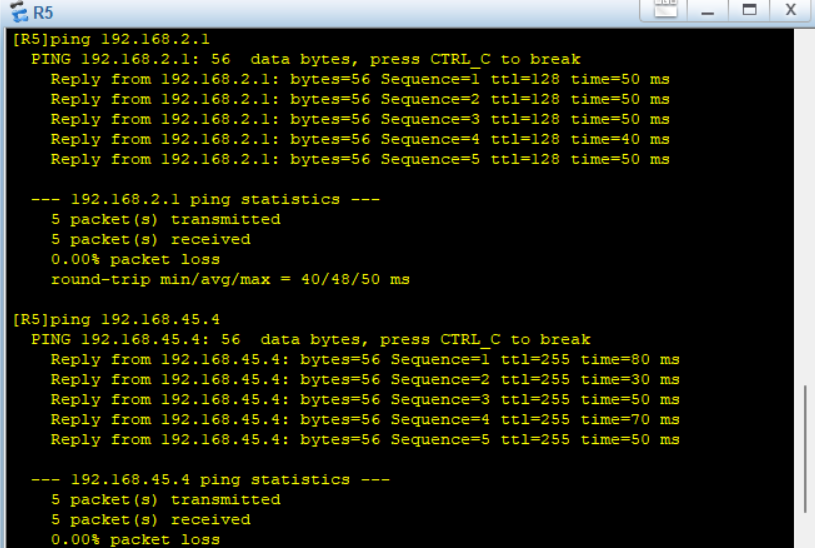 R5
[R5]ping 192.168.2.1
PING 192.168.2.1: 56  data bytes, press CTRL_C to break
Reply from 192.168.2.1: bytes=56 Sequence=1 ttl=128 time=50 ms
Reply from 192.168.2.1: bytes=56 Sequence=2 ttl=128 time=50 ms
Reply from 192.168.2.1: bytes=56 Sequence=3 ttl=128 time=50 ms
Reply from 192.168.2.1: bytes=56 Sequence=4 ttl=128 time=40 ms
Reply from 192.168.2.1: bytes=56 Sequence=5 ttl=128 time=50 ms
--- 192.168.2.1 ping statistics ---
5 packet(s) transmitted
5 packet(s) received
0.00% packet loss
round-trip min/avg/max = 40/48/50 ms
[R5]ping 192.168.45.4
PING 192.168.45.4: 56  data bytes, press CTRL_C to break
Reply from 192.168.45.4: bytes=56 Sequence=1 ttl=255 time=80 ms
Reply from 192.168.45.4: bytes=56 Sequence=2 ttl=255 time=30 ms
Reply from 192.168.45.4: bytes=56 Sequence=3 ttl=255 time=50 ms
Reply from 192.168.45.4: bytes=56 Sequence=4 ttl=255 time=70 ms
Reply from 192.168.45.4: bytes=56 Sequence=5 ttl=255 time=50 ms
--- 192.168.45.4 ping statistics ---
5 packet(s) transmitted
5 packet(s) received
0.00% packet loss